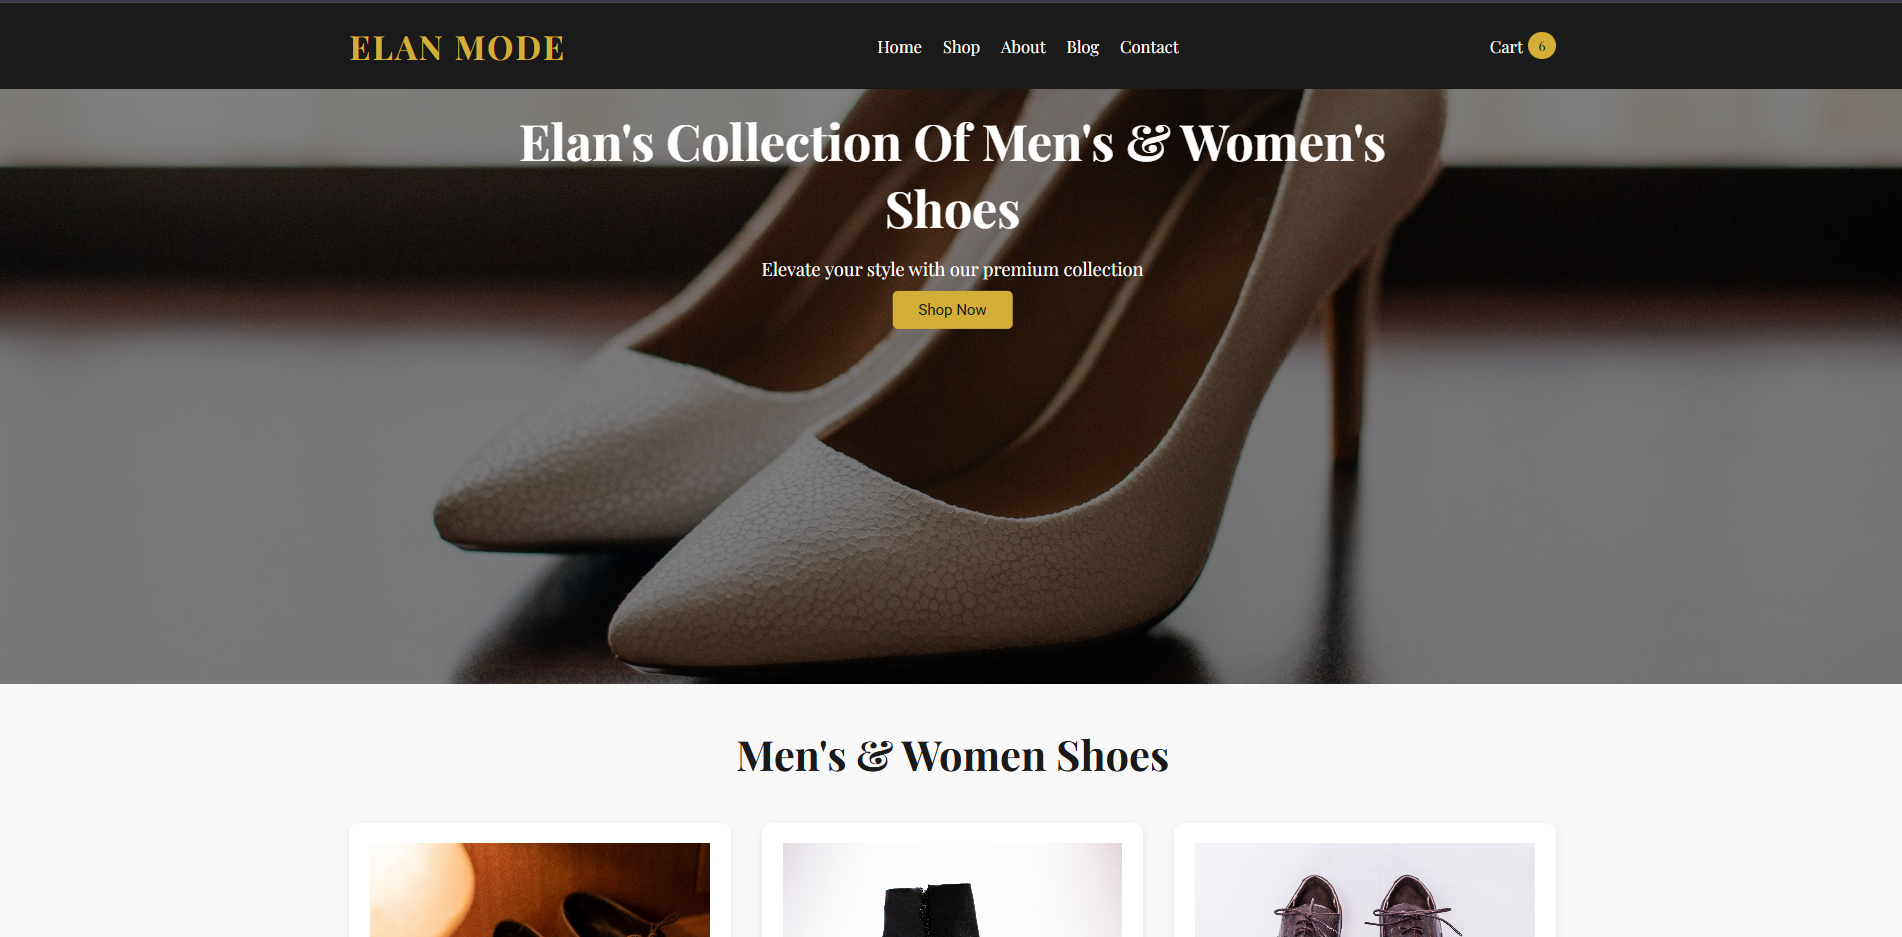 ELAN MODE
Home Shop About Blog Contact
Cart 6
Elan's Collection Of Men's & Women's
Shoes
Elevate your style with our premium collection
Shop Now
Men's & Women Shoes